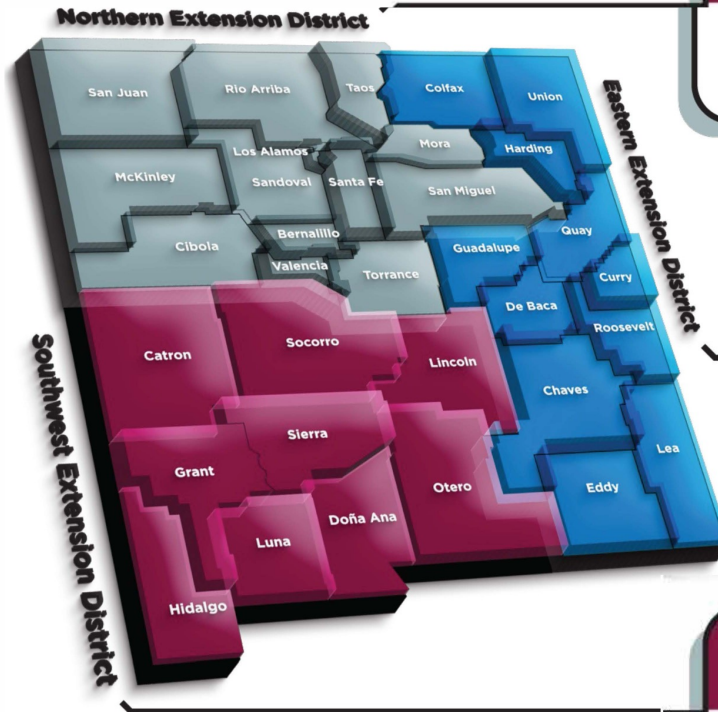 Northern Extension District
San Juan
Rio Arriba
Taos
Colfax
Union
Eastern Extension District
Mora
Harding
Los Alamos
McKinley
Sandoval
Santa Fe
San Miguel
Bernalillo
Quay
Cibola
Guadalupe
Valencia
Torrance
Curry
De Baca
Roosevelt
Southwest Extension District
Catron
Socorro
Lincoln
Chaves
Sierra
Grant
Lea
Otero
Eddy
Doña Ana
Luna
Hidalgo